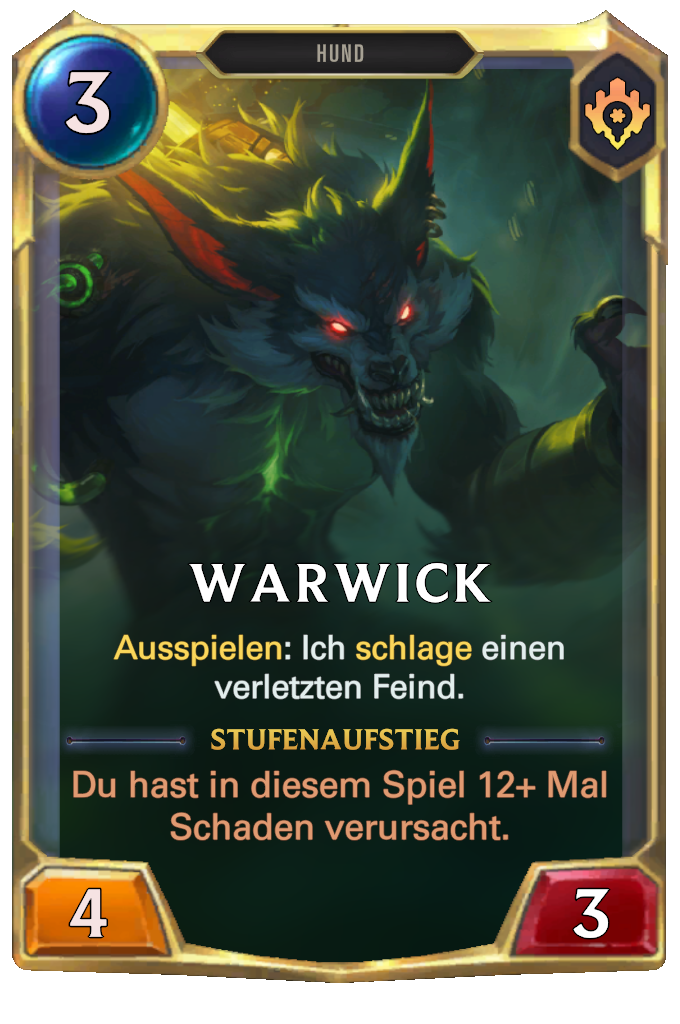 HUND
3
WARWICK
Ausspielen: Ich schlage einen
verletzten Feind.
STUFENAUFSTIEG
Du hast in diesem Spiel 12+ Mal
Schaden verursacht.
4
3